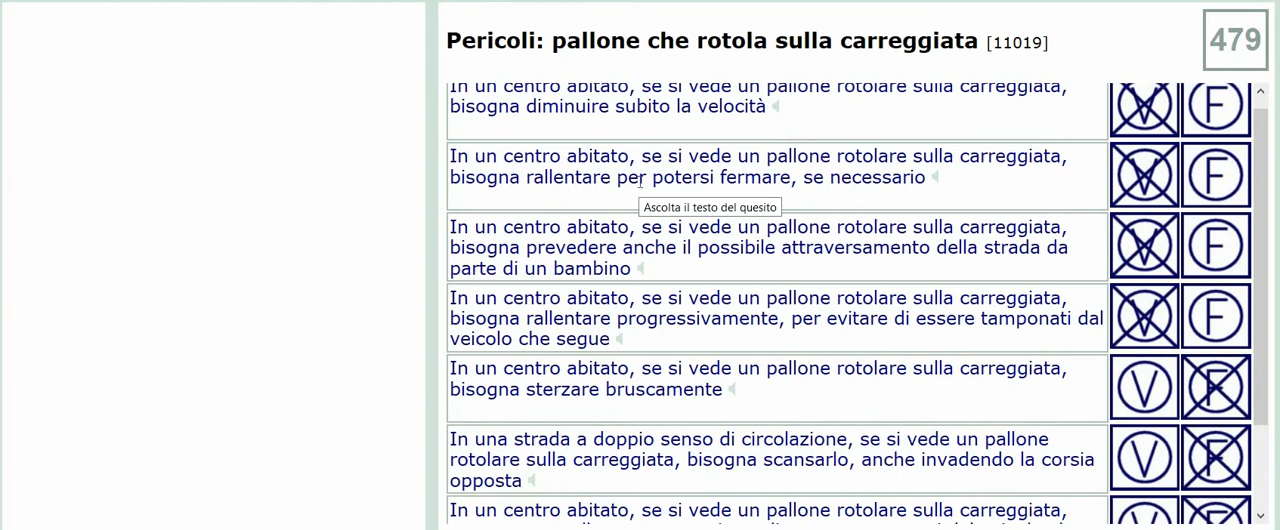 Pericoli: pallone che rotola sulla carreggiata [11019]
479
In un centro abitato, se si vede un pallone rotolare sulla carreggiata,
bisogna diminuire subito la velocità
V F
In un centro abitato, se si vede un pallone rotolare sulla carreggiata,
bisogna rallentare per potersi fermare, se necessario
V F
Ascolta il testo del quesito
In un centro abitato, se si vede un pallone rotolare sulla carreggiata,
bisogna prevedere anche il possibile attraversamento della strada da
parte di un bambino
V F
In un centro abitato, se si vede un pallone rotolare sulla carreggiata,
bisogna rallentare progressivamente, per evitare di essere tamponati dal
veicolo che segue
V F
In un centro abitato, se si vede un pallone rotolare sulla carreggiata,
bisogna sterzare bruscamente
V F
In una strada a doppio senso di circolazione, se si vede un pallone
rotolare sulla carreggiata, bisogna scansarlo, anche invadendo la corsia
opposta
V F
In un centro abitato, se si vede un pallone rotolare sulla carreggiata,